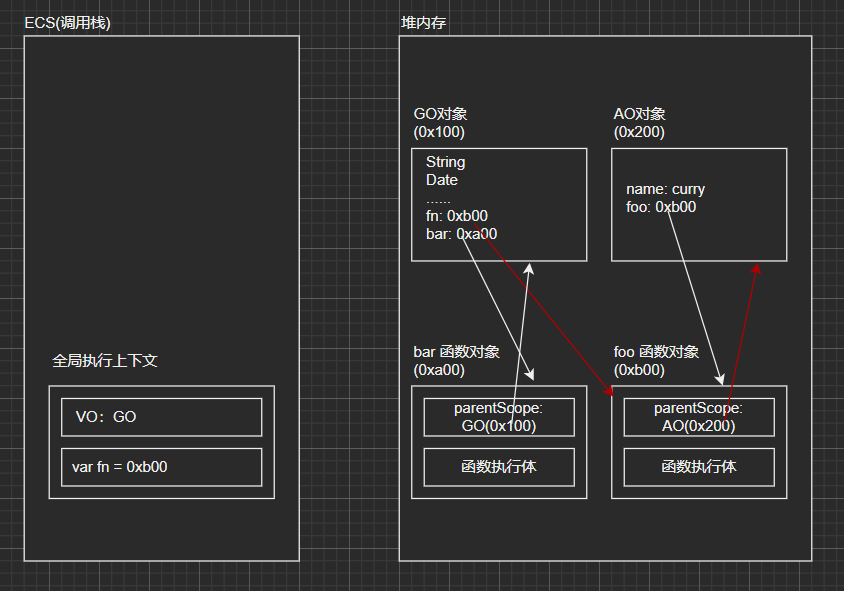 ECS(调用栈)
全局执行上下文
VO：GO
var fn = 0xb00
堆内存
GO对象
(0x100)
String
Date
......
fn: 0xb00
bar: 0xa00
AO对象
(0x200)
name: curry
foo: 0xb00
bar 函数对象
(0xa00)
parentScope:
GO(0x100)
函数执行体
foo 函数对象
(0xb00)
parentScope:
AO(0x200)
函数执行体